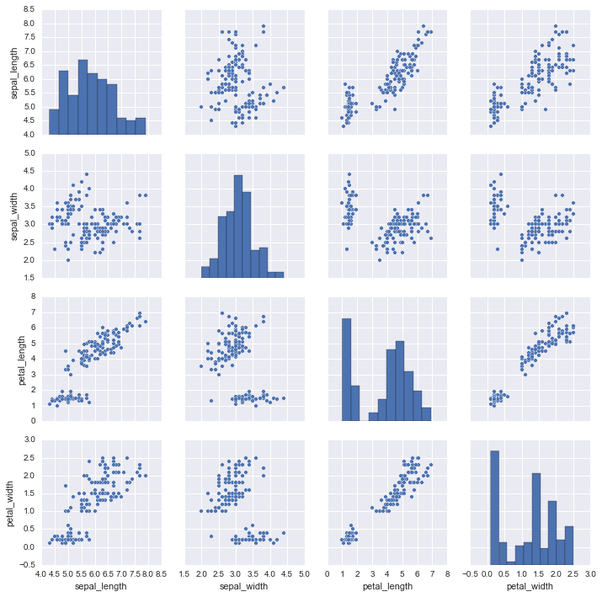 8.5
8.0
7.5
7.0
6.5
6.0
5.5
5.0
4.5
4.0
sepal_length
5.0
4.5
4.0
3.5
3.0
2.5
2.0
1.5
sepal_width
8
7
6
5
4
3
2
1
0
petal_length
3.0
2.5
2.0
1.5
1.0
0.5
0.0
−0.5
petal_width
4.0 4.5 5.0 5.5 6.0 6.5 7.0 7.5 8.0 8.5
sepal_length
1.5 2.0 2.5 3.0 3.5 4.0 4.5 5.0
sepal_width
0 1 2 3 4 5 6 7 8
petal_length
−0.5 0.0 0.5 1.0 1.5 2.0 2.5 3.0
petal_width